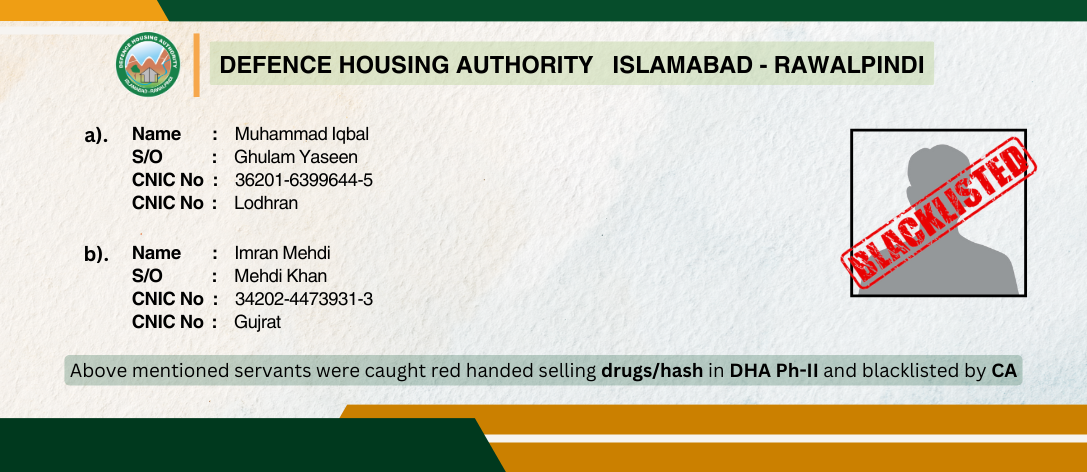 DEFENCE HOUSING AUTHORITY
ISLAMABAD - RAWALPINDI
DEFENCE HOUSING AUTHORITY ISLAMABAD - RAWALPINDI
a). Name : Muhammad Iqbal
S/O : Ghulam Yaseen
CNIC No : 36201-6399644-5
CNIC No : Lodhran
b). Name : Imran Mehdi
S/O : Mehdi Khan
CNIC No : 34202-4473931-3
CNIC No : Gujrat
BLACKLISTED
Above mentioned servants were caught red handed selling drugs/hash in DHA Ph-II and blacklisted by CA